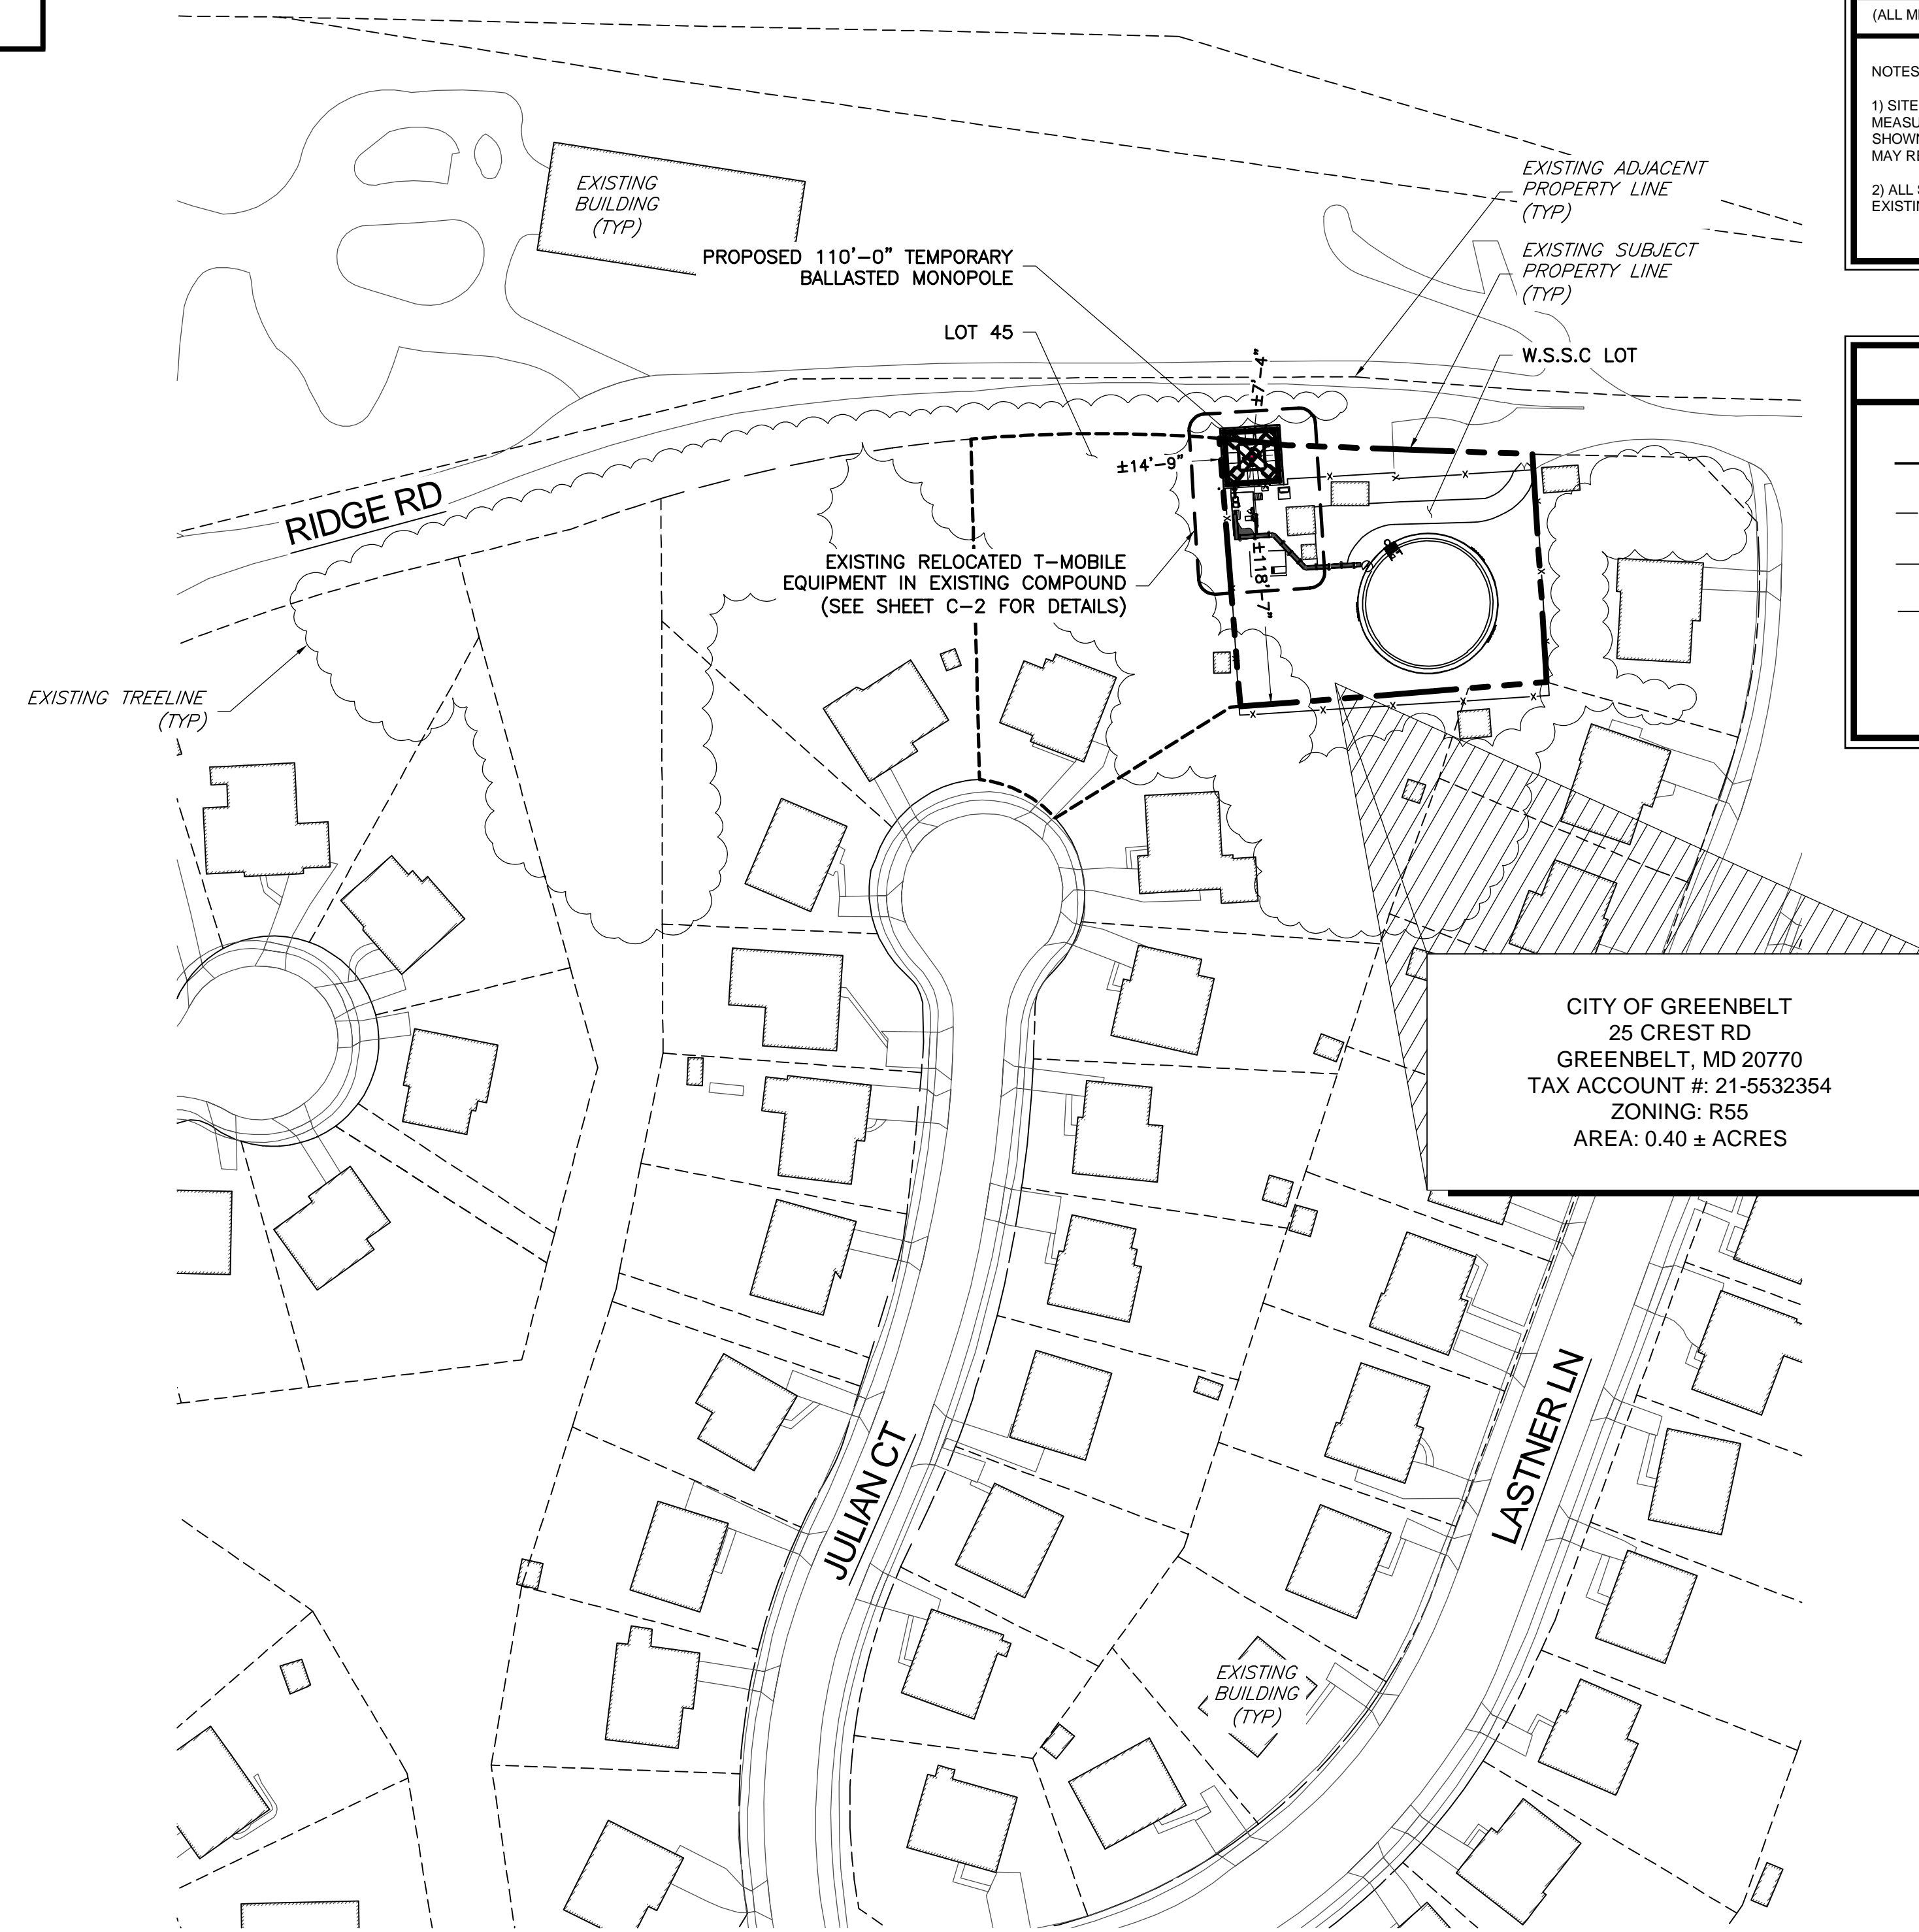 (ALL M
NOTES
1) SITE
MEASU
SHOWN
MAY RE
2) ALL S
EXISTIN
EXISTING
BUILDING
(TYP)
EXISTING ADJACENT
PROPERTY LINE
(TYP)
PROPOSED 110'-0" TEMPORARY
BALLASTED MONOPOLE
EXISTING SUBJECT
PROPERTY LINE
(TYP)
LOT 45
W.S.S.C LOT
±7'-4"
±14'-9"
RIDGE RD
EXISTING RELOCATED T-MOBILE
EQUIPMENT IN EXISTING COMPOUND
(SEE SHEET C-2 FOR DETAILS)
±118'-7"
EXISTING TREELINE
(TYP)
CITY OF GREENBELT
25 CREST RD
GREENBELT, MD 20770
TAX ACCOUNT #: 21-5532354
ZONING: R55
AREA: 0.40 ± ACRES
JULIAN CT
LASTNER LN
EXISTING
BUILDING
(TYP)